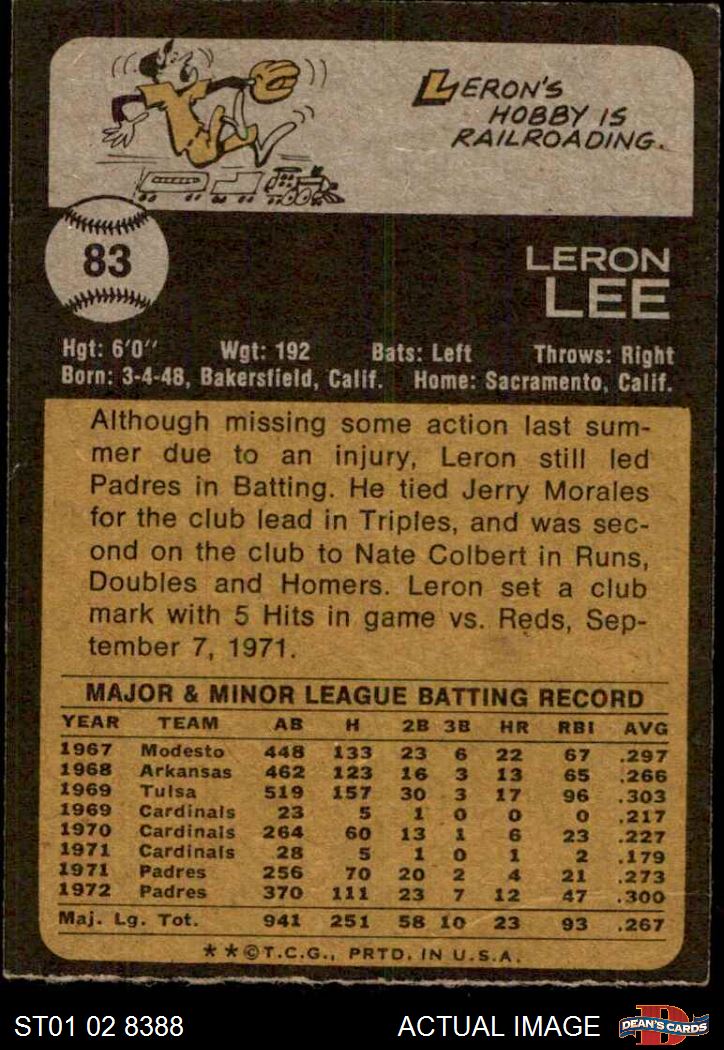 LERON'S
HOBBY IS
RAILROADING.
83
LERON
LEE
Hgt: 6'0" Wgt: 192 Bats: Left Throws: Right
Born: 3-4-48, Bakersfield, Calif. Home: Sacramento, Calif.
Although missing some action last sum-
mer due to an injury, Leron still led
Padres in Batting. He tied Jerry Morales
for the club lead in Triples, and was sec-
ond on the club to Nate Colbert in Runs,
Doubles and Homers. Leron set a club
mark with 5 Hits in game vs. Reds, Sep-
tember 7, 1971.
MAJOR & MINOR LEAGUE BATTING RECORD
YEAR TEAM AB H 2B 3B HR RBI AVG
1967 Modesto 448 133 23 6 22 67 .297
1968 Arkansas 462 123 16 3 13 65 .266
1969 Tulsa 519 157 30 3 17 96 .303
1969 Cardinals 23 5 1 0 0 0 .217
1970 Cardinals 264 60 13 1 6 23 .227
1971 Cardinals 28 5 1 0 1 2 .179
1971 Padres 256 70 20 2 4 21 .273
1972 Padres 370 111 23 7 12 47 .300
Maj. Lg. Tot. 941 251 58 10 23 93 .267
**©T.C.G., PRTD. IN U.S.A.
ST01 02 8388 ACTUAL IMAGE D DEAN'S CARDS